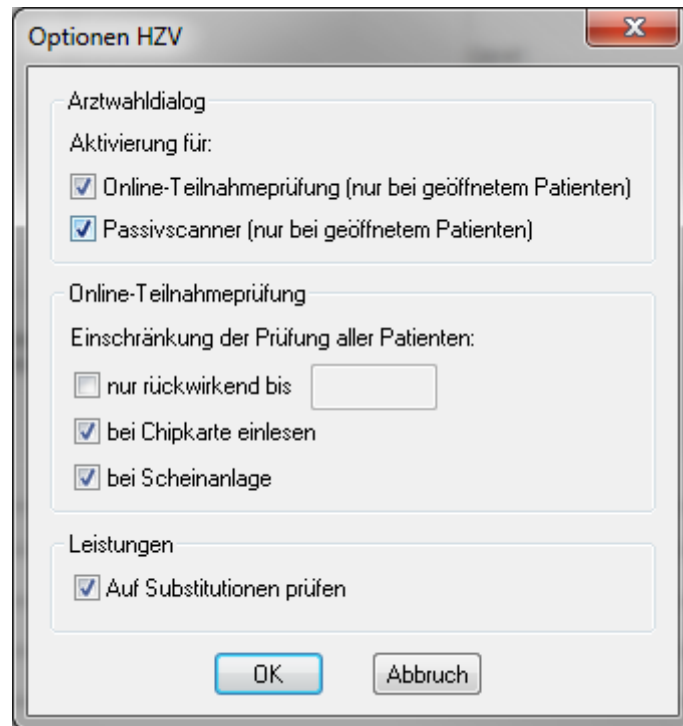 Optionen HZV
Arztwahldialog
Aktivierung für:
Online-Teilnahmeprüfung (nur bei geöffnetem Patienten)
Passivscanner (nur bei geöffnetem Patienten)
Online-Teilnahmeprüfung
Einschränkung der Prüfung aller Patienten:
nur rückwirkend bis
bei Chipkarte einlesen
bei Scheinanlage
Leistungen
Auf Substitutionen prüfen
OK Abbruch